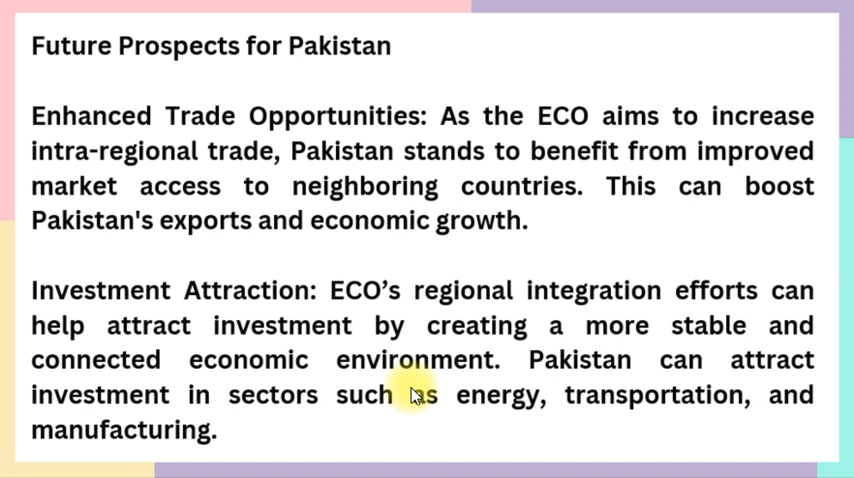 Future Prospects for Pakistan
Enhanced Trade Opportunities: As the ECO aims to increase
intra-regional trade, Pakistan stands to benefit from improved
market access to neighboring countries. This can boost
Pakistan's exports and economic growth.
Investment Attraction: ECO’s regional integration efforts can
help attract investment by creating a more stable and
connected economic environment. Pakistan can attract
investment in sectors such as energy, transportation, and
manufacturing.